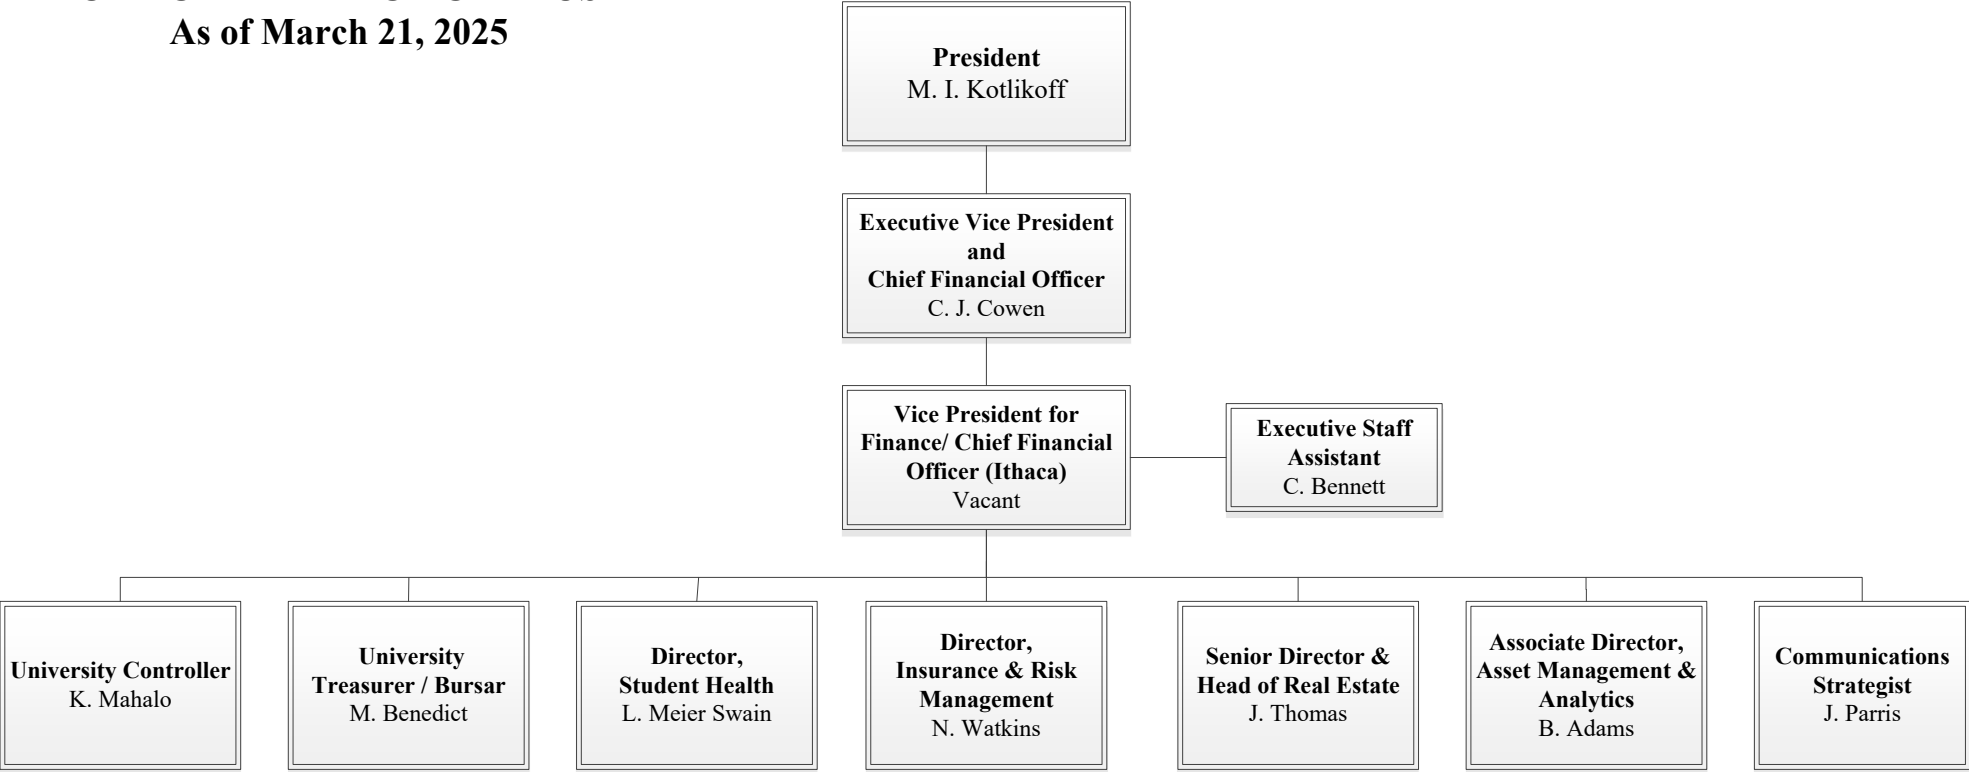 As of March 21, 2025
President
M. I. Kotlikoff
Executive Vice President
and
Chief Financial Officer
C. J. Cowen
Vice President for
Finance/ Chief Financial
Officer (Ithaca)
Vacant
Executive Staff
Assistant
C. Bennett
University Controller
K. Mahalo
University
Treasurer / Bursar
M. Benedict
Director,
Student Health
L. Meier Swain
Director,
Insurance & Risk
Management
N. Watkins
Senior Director &
Head of Real Estate
J. Thomas
Associate Director,
Asset Management &
Analytics
B. Adams
Communications
Strategist
J. Parris